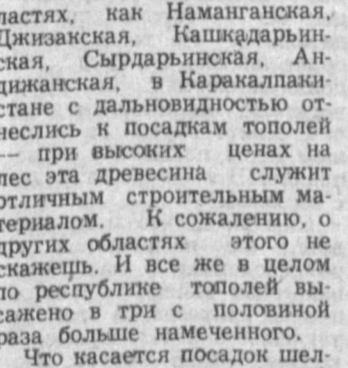 ластях, как Наманганская,
Джизакская, Кашкадарьин-
ская, Сырдарьинская, Ан-
дижанская, в Каракалпаки-
стане с дальновидностью от-
неслись к посадкам тополей
— при высоких ценах на
лес эта древесина служит
отличным строительным ма-
териалом. К сожалению, о
других областях этого не
скажешь. И все же в целом
по республике тополей вы-
сажено в три с половиной
раза больше намеченного.
Что касается посадок шел-